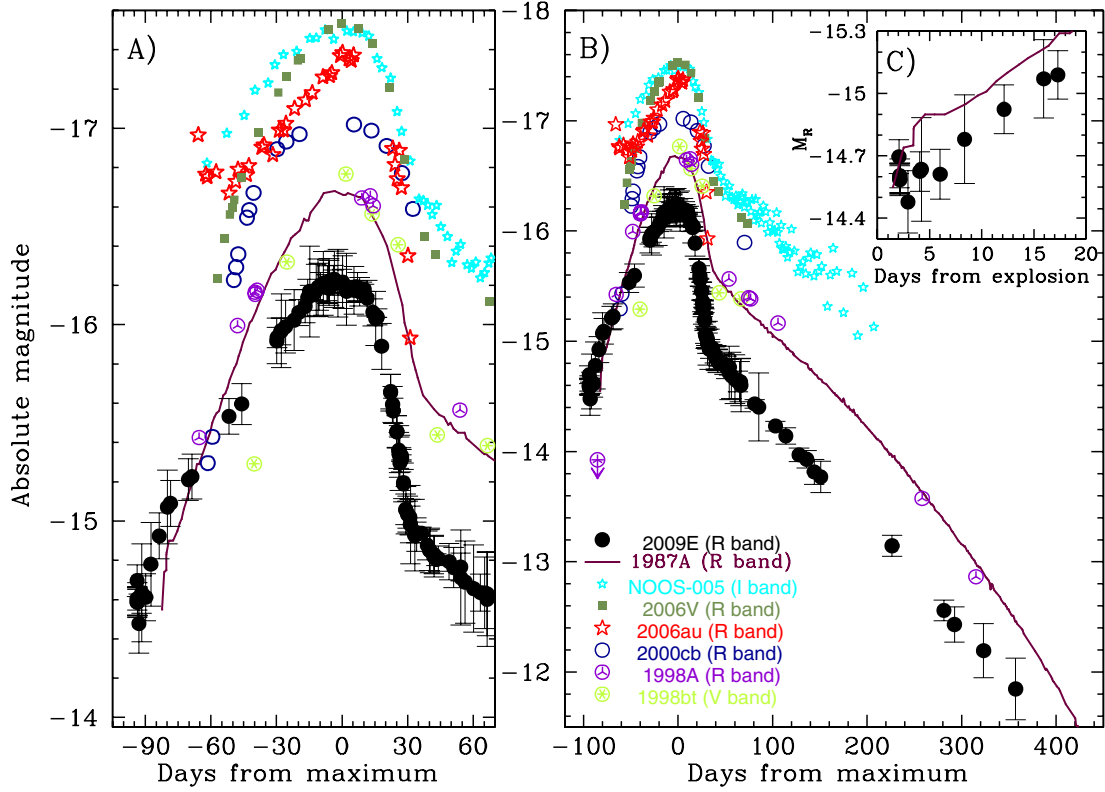 A)
-17
-16
-15
-14
-90
-60
-30
0
30
60
Days from maximum
Absolute magnitude
B)
-18
-17
-16
-15
-14
-13
-12
-100
0
100
200
300
400
Days from maximum
2009E (R band)
1987A (R band)
NOOS-005 (I band)
2006V (R band)
2006au (R band)
2000cb (R band)
1998A (R band)
1998bt (V band)
C)
-15.3
-15
-14.7
-14.4
M_R
0
5
10
15
20
Days from explosion